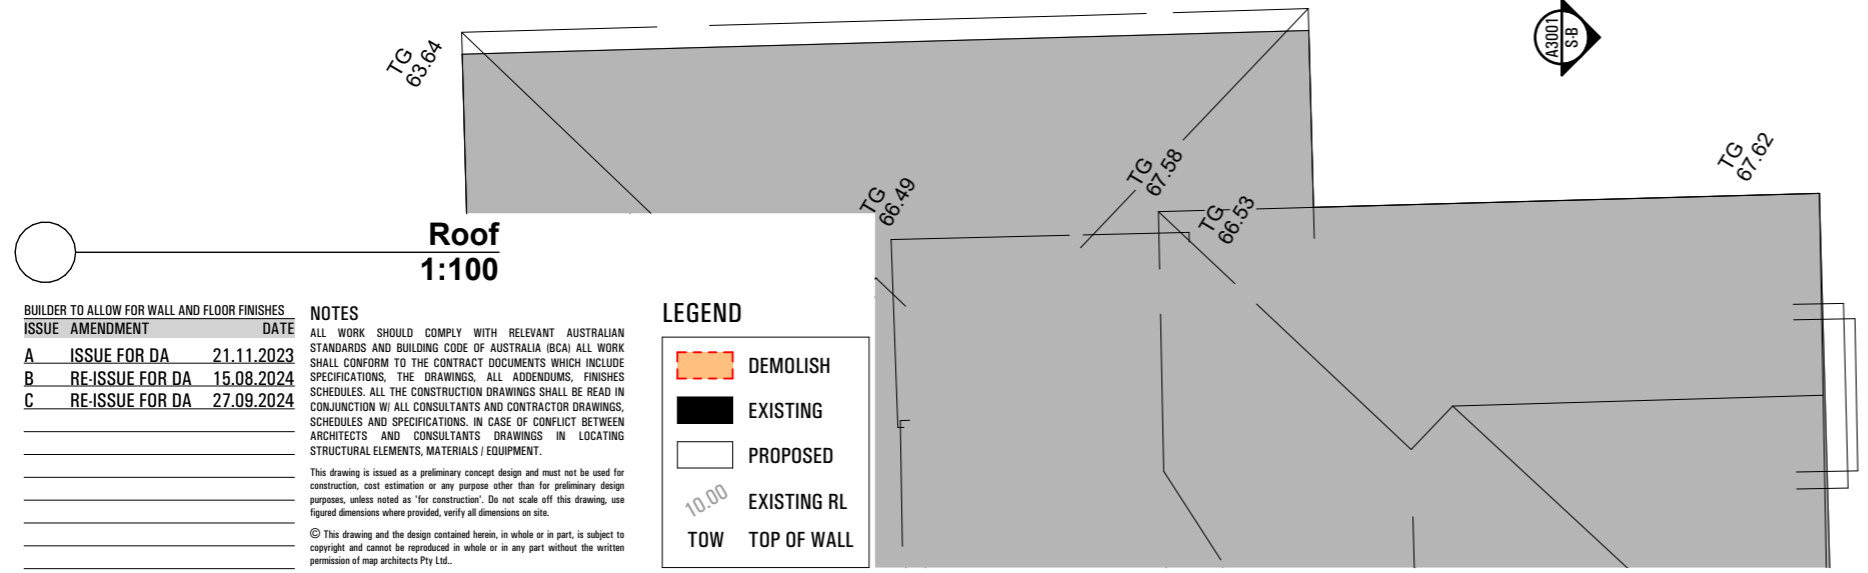 A3001
S-B
TG
63.64
TG
67.58
TG
67.62
TG
66.49
TG
66.53
Roof
1:100
BUILDER TO ALLOW FOR WALL AND FLOOR FINISHES
ISSUE AMENDMENT DATE
A ISSUE FOR DA 21.11.2023
B RE-ISSUE FOR DA 15.08.2024
C RE-ISSUE FOR DA 27.09.2024
NOTES
ALL WORK SHOULD COMPLY WITH RELEVANT AUSTRALIAN
STANDARDS AND BUILDING CODE OF AUSTRALIA (BCA) ALL WORK
SHALL CONFORM TO THE CONTRACT DOCUMENTS WHICH INCLUDE
SPECIFICATIONS, THE DRAWINGS, ALL ADDENDUMS, FINISHES
SCHEDULES. ALL THE CONSTRUCTION DRAWINGS SHALL BE READ IN
CONJUNCTION W/ ALL CONSULTANTS AND CONTRACTOR DRAWINGS,
SCHEDULES AND SPECIFICATIONS. IN CASE OF CONFLICT BETWEEN
ARCHITECTS AND CONSULTANTS DRAWINGS IN LOCATING
STRUCTURAL ELEMENTS, MATERIALS / EQUIPMENT.
This drawing is issued as a preliminary concept design and must not be used for
construction, cost estimation or any purpose other than for preliminary design
purposes, unless noted as 'for construction'. Do not scale off this drawing, use
figured dimensions where provided, verify all dimensions on site.
© This drawing and the design contained herein, in whole or in part, is subject to
copyright and cannot be reproduced in whole or in any part without the written
permission of map architects Pty Ltd..
LEGEND
DEMOLISH
EXISTING
PROPOSED
10.00 EXISTING RL
TOW TOP OF WALL